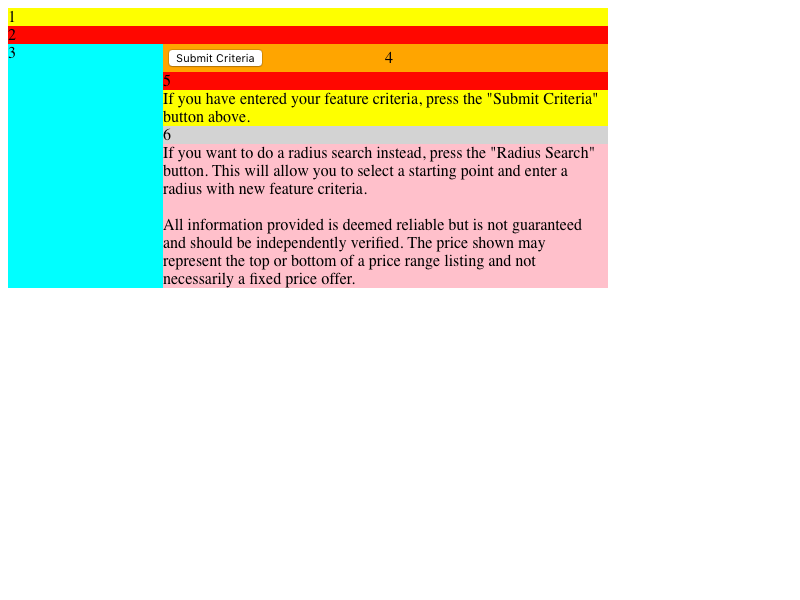 1
2
3
Submit Criteria 4
5
If you have entered your feature criteria, press the "Submit Criteria"
button above.
6
If you want to do a radius search instead, press the "Radius Search"
button. This will allow you to select a starting point and enter a
radius with new feature criteria.
All information provided is deemed reliable but is not guaranteed
and should be independently verified. The price shown may
represent the top or bottom of a price range listing and not
necessarily a fixed price offer.